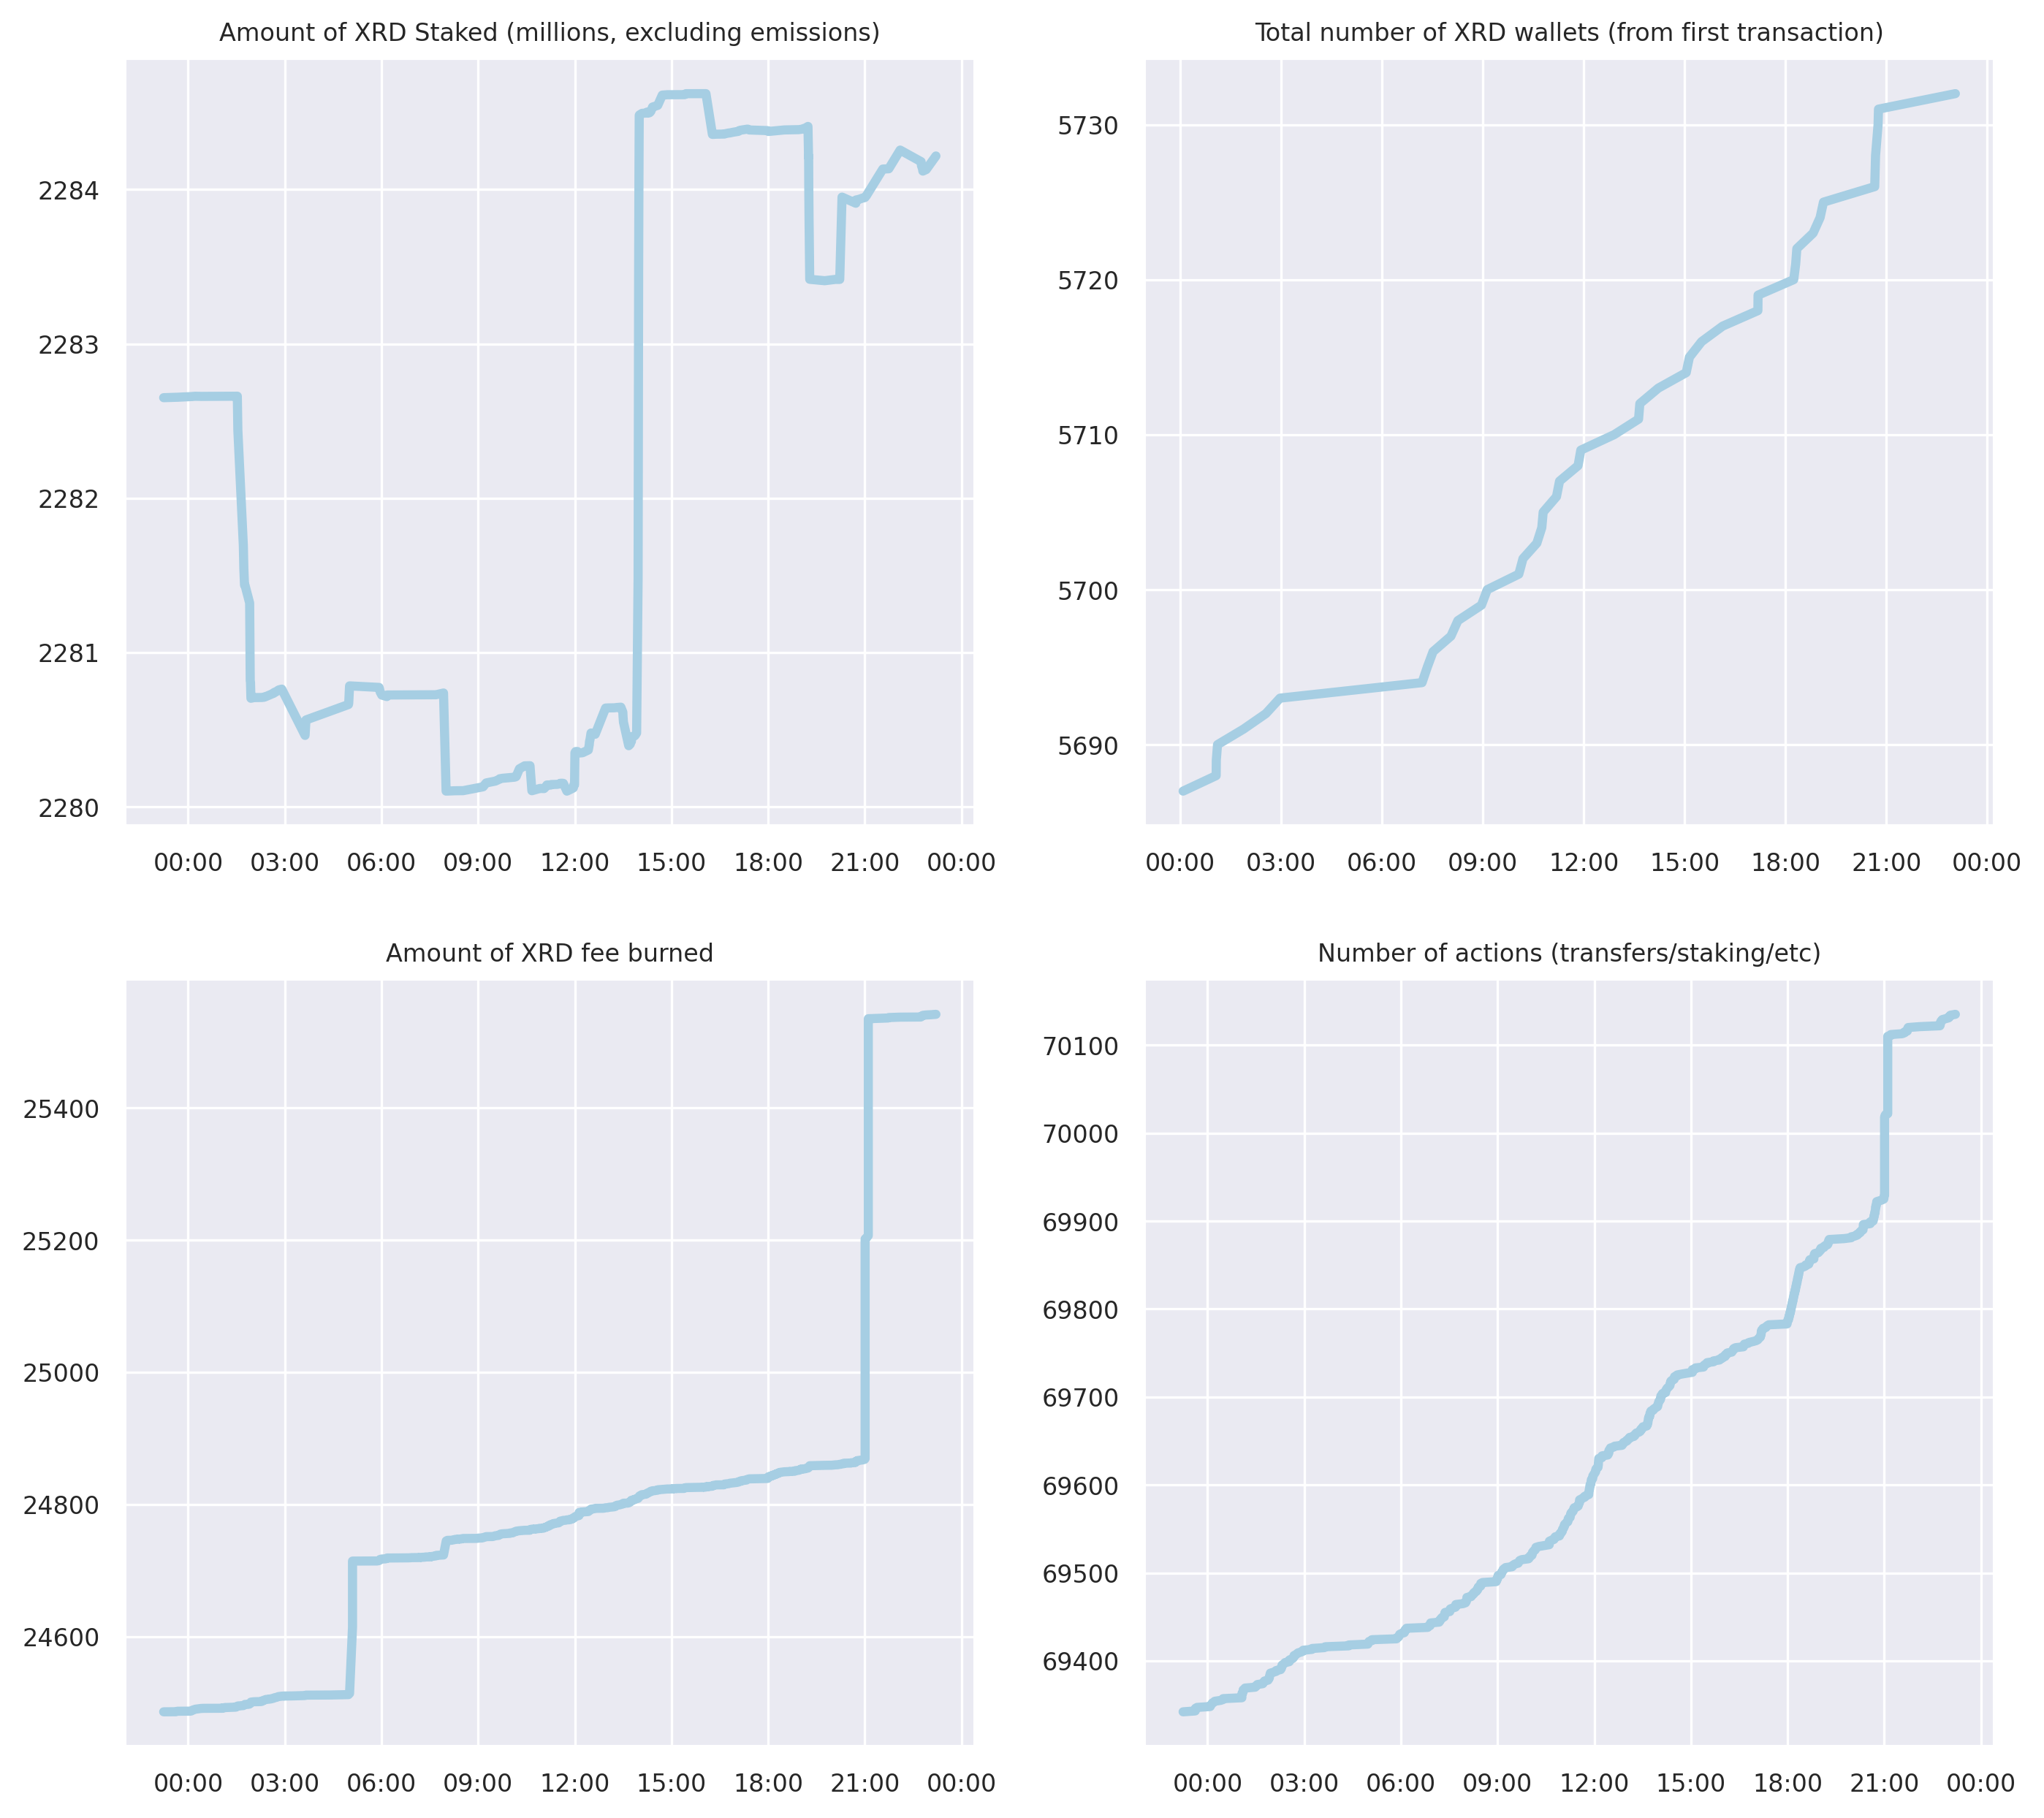 Amount of XRD Staked (millions, excluding emissions)
2284
2283
2282
2281
2280
00:00 03:00 06:00 09:00 12:00 15:00 18:00 21:00 00:00
Total number of XRD wallets (from first transaction)
5730
5720
5710
5700
5690
00:00 03:00 06:00 09:00 12:00 15:00 18:00 21:00 00:00
Amount of XRD fee burned
25400
25200
25000
24800
24600
00:00 03:00 06:00 09:00 12:00 15:00 18:00 21:00 00:00
Number of actions (transfers/staking/etc)
70100
70000
69900
69800
69700
69600
69500
69400
00:00 03:00 06:00 09:00 12:00 15:00 18:00 21:00 00:00